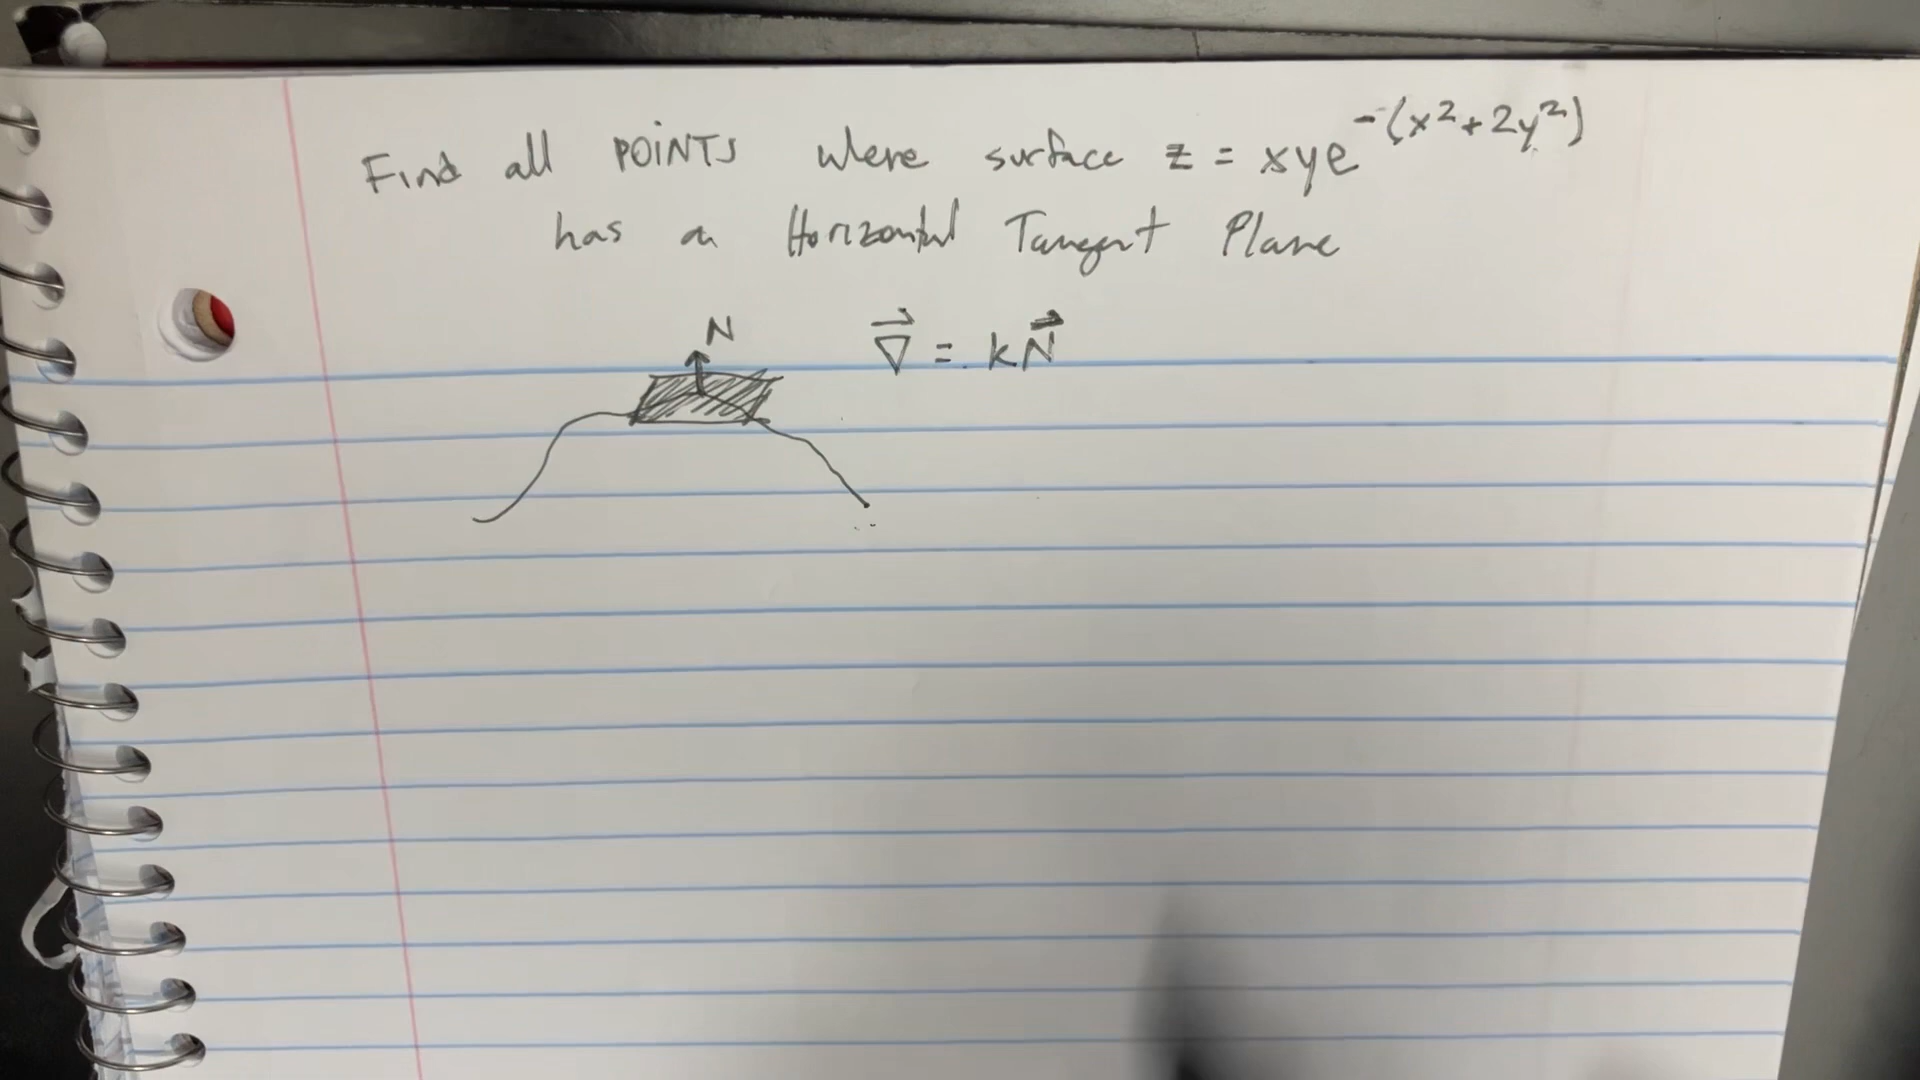 Find all POINTS where surface z = xye^-(x²+2y²)
has a Horizontal Tangent Plane
N
∇⃗ = kN⃗